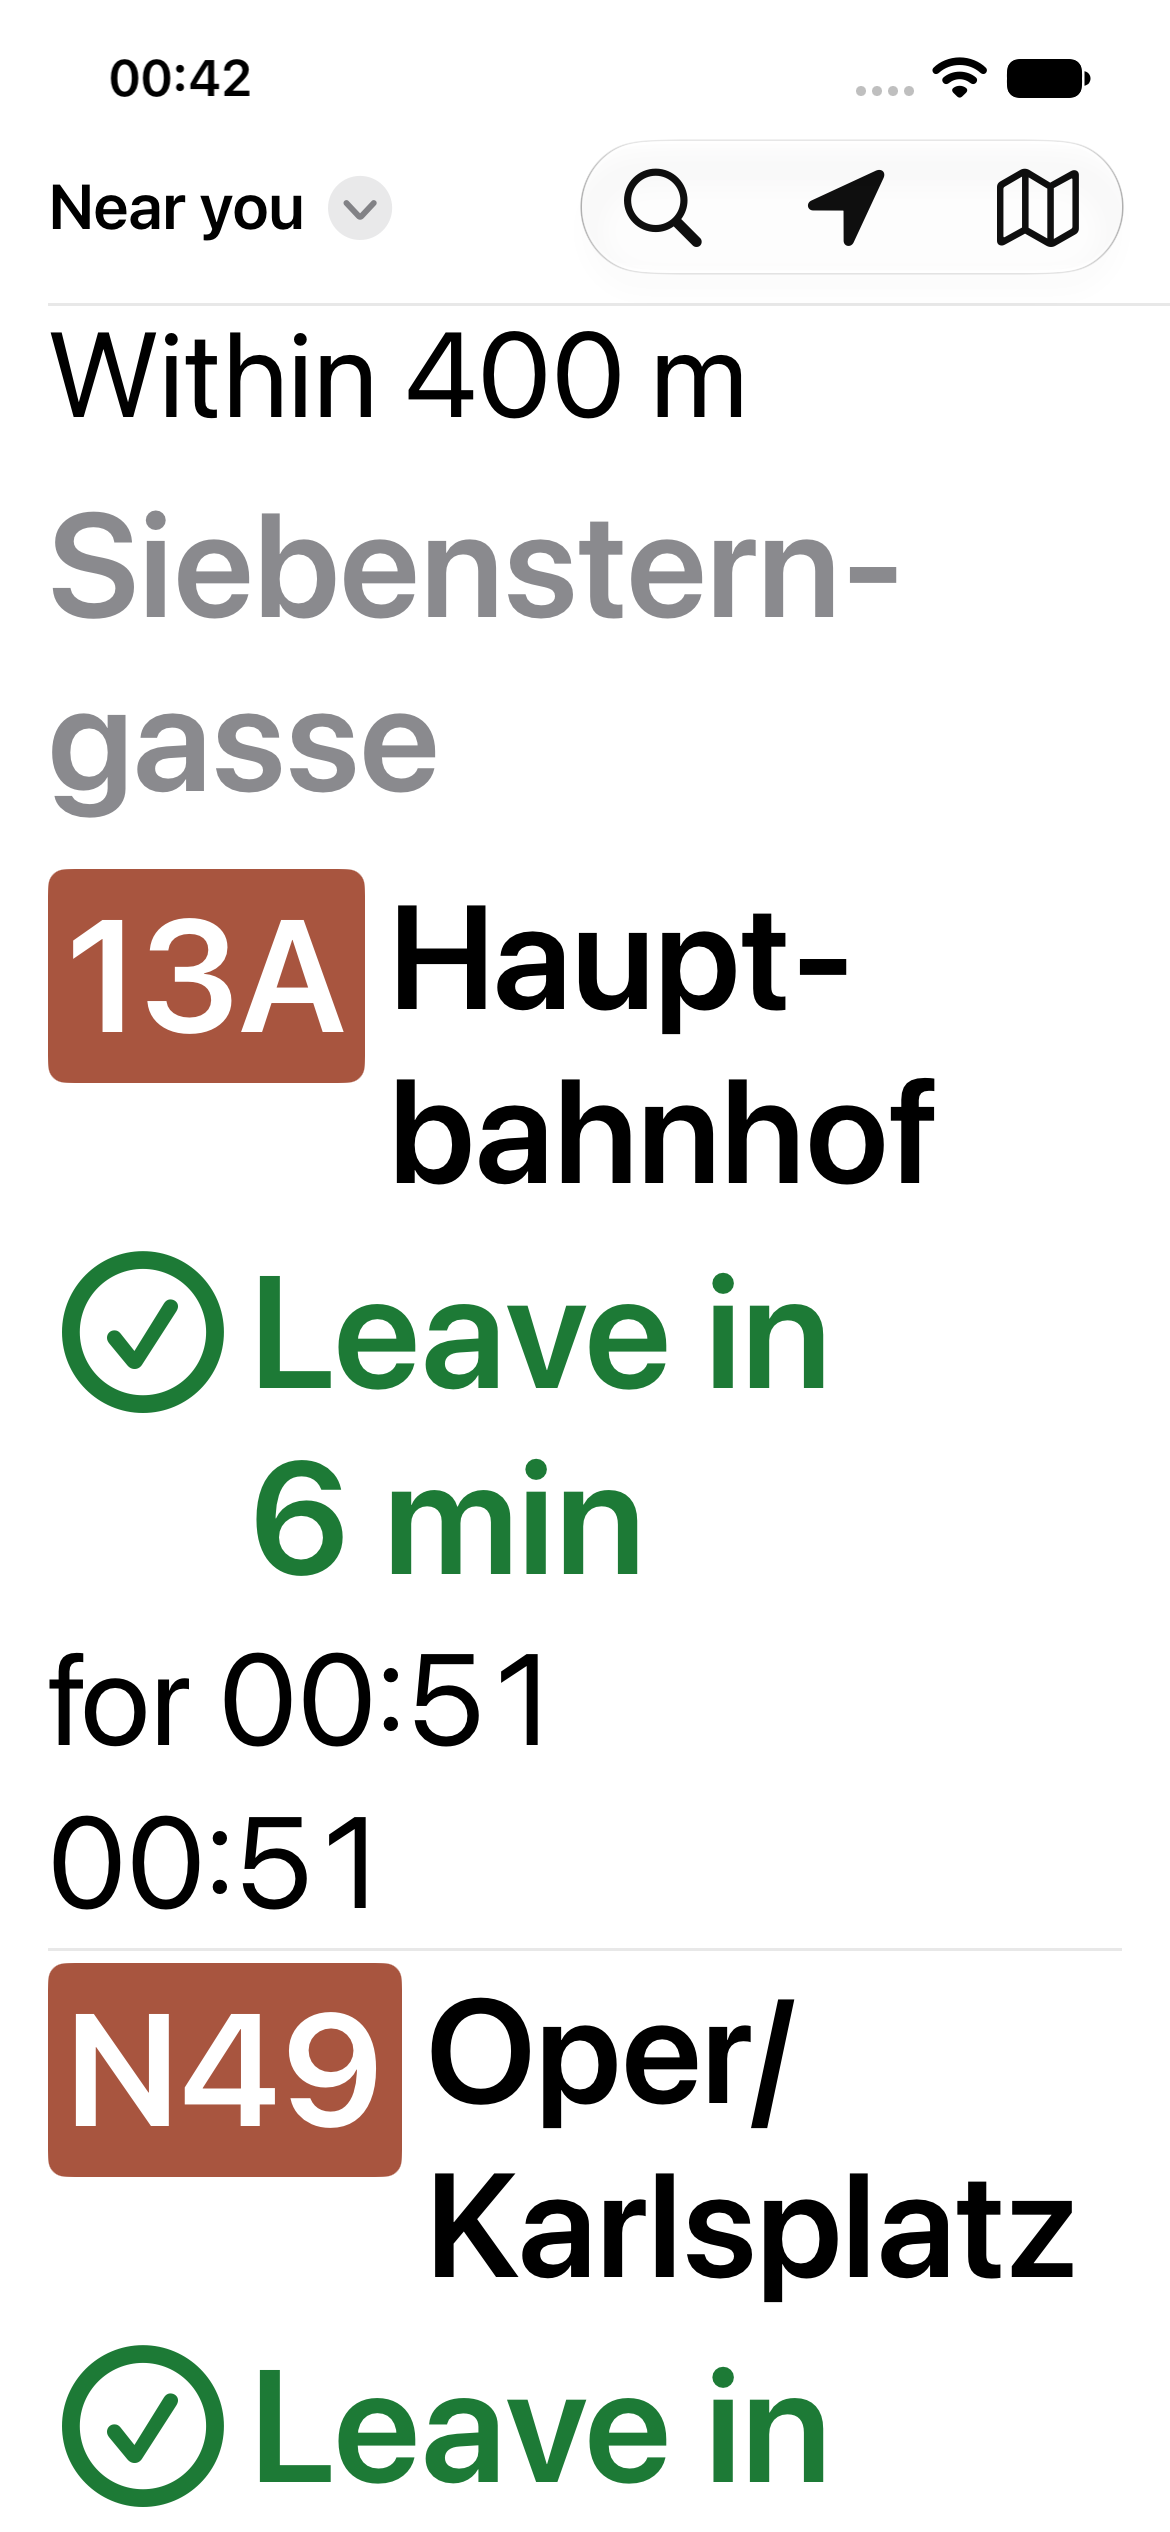 00:42
Near you
Within 400 m
Siebenstern-
gasse
13A Haupt-
bahnhof
Leave in
6 min
for 00:51
00:51
N49 Oper/
Karlsplatz
Leave in